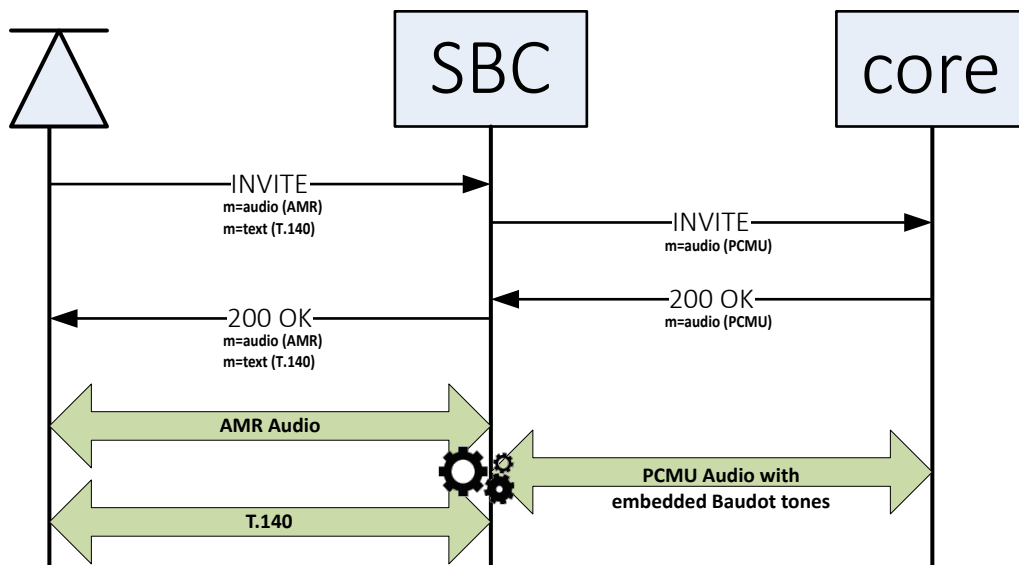 SBC
core
INVITE
m=audio (AMR)
m=text (T.140)
INVITE
m=audio (PCMU)
200 OK
m=audio (PCMU)
200 OK
m=audio (AMR)
m=text (T.140)
AMR Audio
PCMU Audio with
embedded Baudot tones
T.140